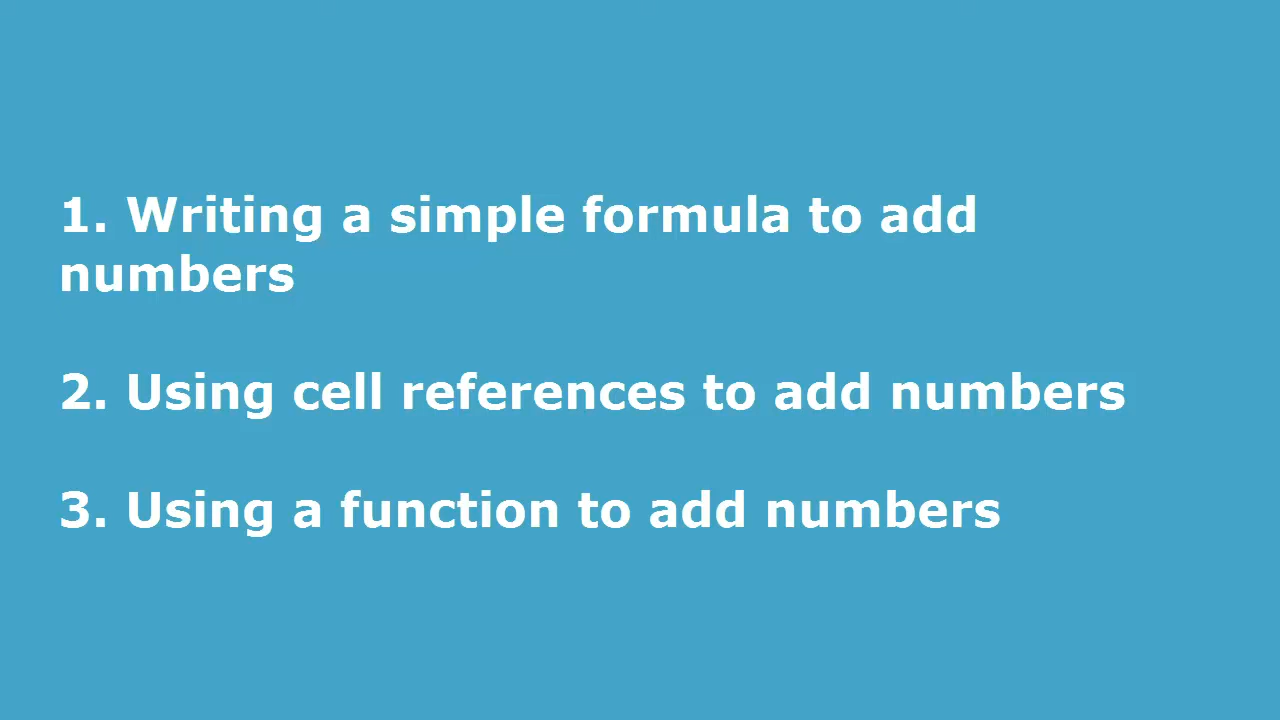 1. Writing a simple formula to add
numbers
2. Using cell references to add numbers
3. Using a function to add numbers